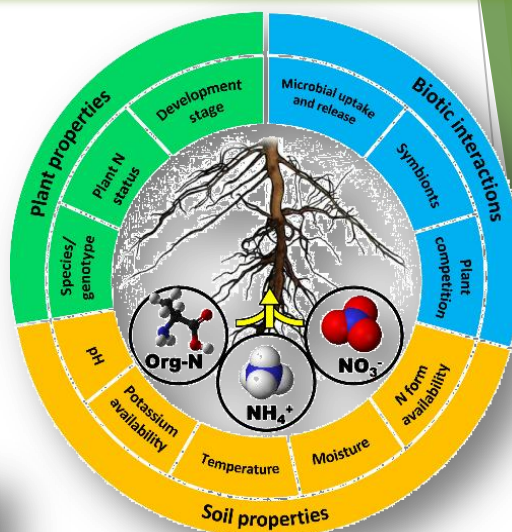 Plant properties
Development
stage
Plant N
status
Species/
genotype
Biotic interactions
Microbial uptake
and release
Symbionts
Plant
competition
Org-N
NH₄⁺
NO₃⁻
pH
Potassium
availability
Temperature
Moisture
N form
availability
Soil properties